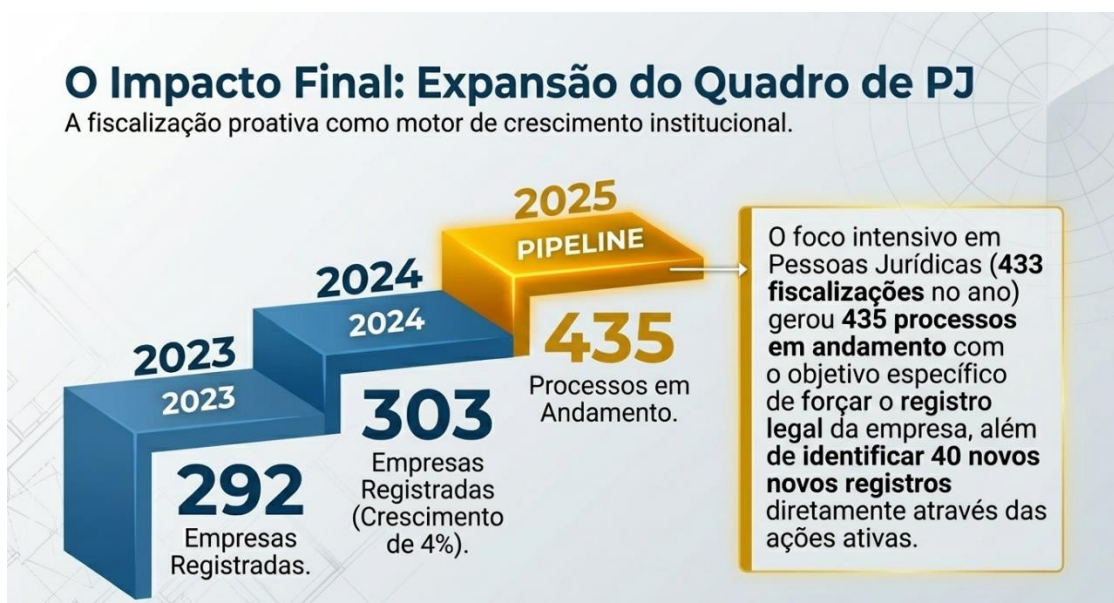 O Impacto Final: Expansão do Quadro de PJ
A fiscalização proativa como motor de crescimento institucional.
2023
2023
292
Empresas
Registradas.
2024
2024
303
Empresas
Registradas
(Crescimento
de 4%).
2025
PIPELINE
435
Processos em
Andamento.
O foco intensivo em
Pessoas Jurídicas (433
fiscalizações no ano)
gerou 435 processos
em andamento com
o objetivo específico
de forçar o registro
legal da empresa, além
de identificar 40 novos
novos registros
diretamente através das
ações ativas.